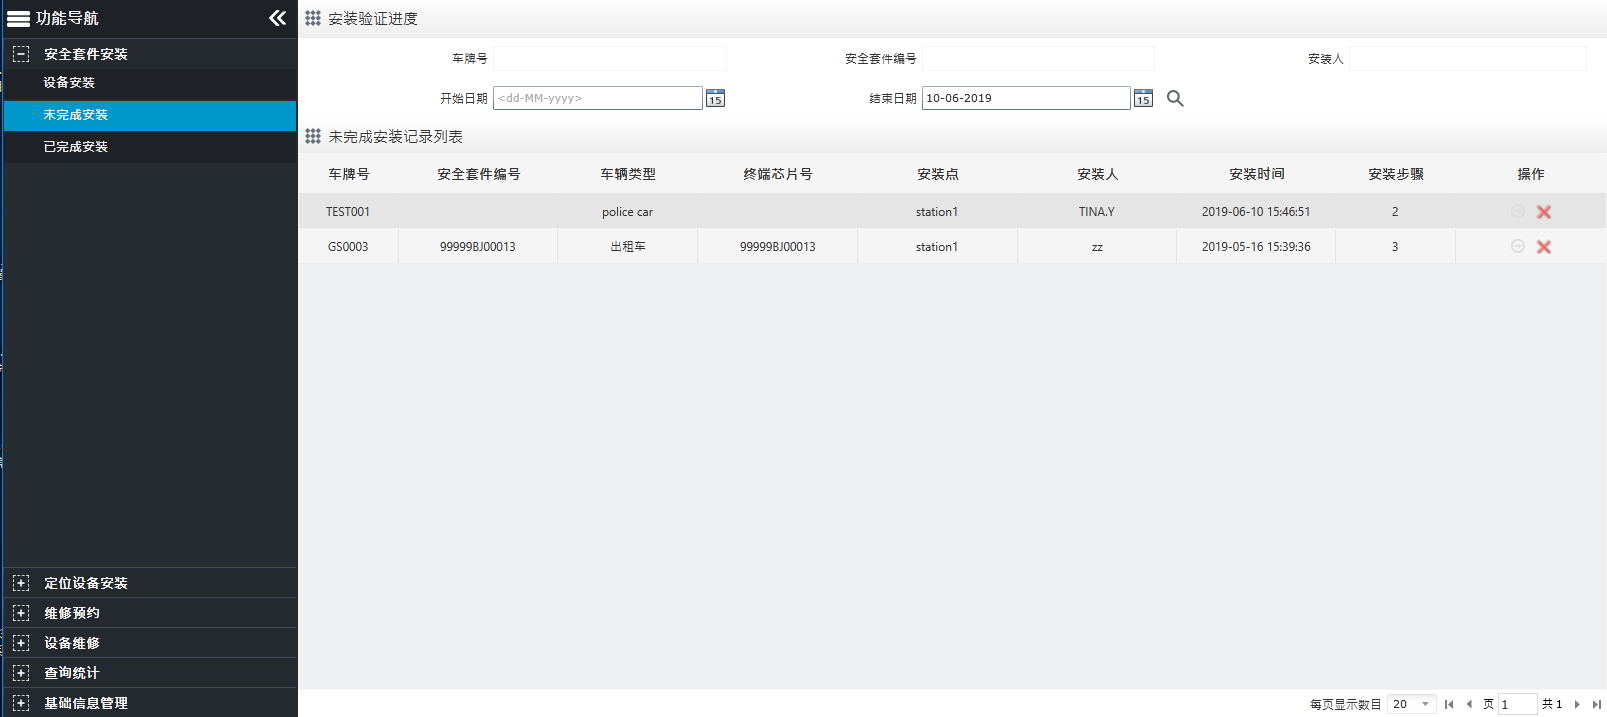 功能导航
安全套件安装
设备安装
未完成安装
已完成安装
定位设备安装
维修预约
设备维修
查询统计
基础信息管理
安装验证进度
车牌号 安全套件编号 安装人
开始日期 <dd-MM-yyyy> 15 结束日期 10-06-2019 15
未完成安装记录列表
车牌号 安全套件编号 车辆类型 终端芯片号 安装点 安装人 安装时间 安装步骤 操作
TEST001 police car station1 TINA.Y 2019-06-10 15:46:51 2
GS0003 99999BJ00013 出租车 99999BJ00013 station1 zz 2019-05-16 15:39:36 3
每页显示数目 20 页 1 共 1